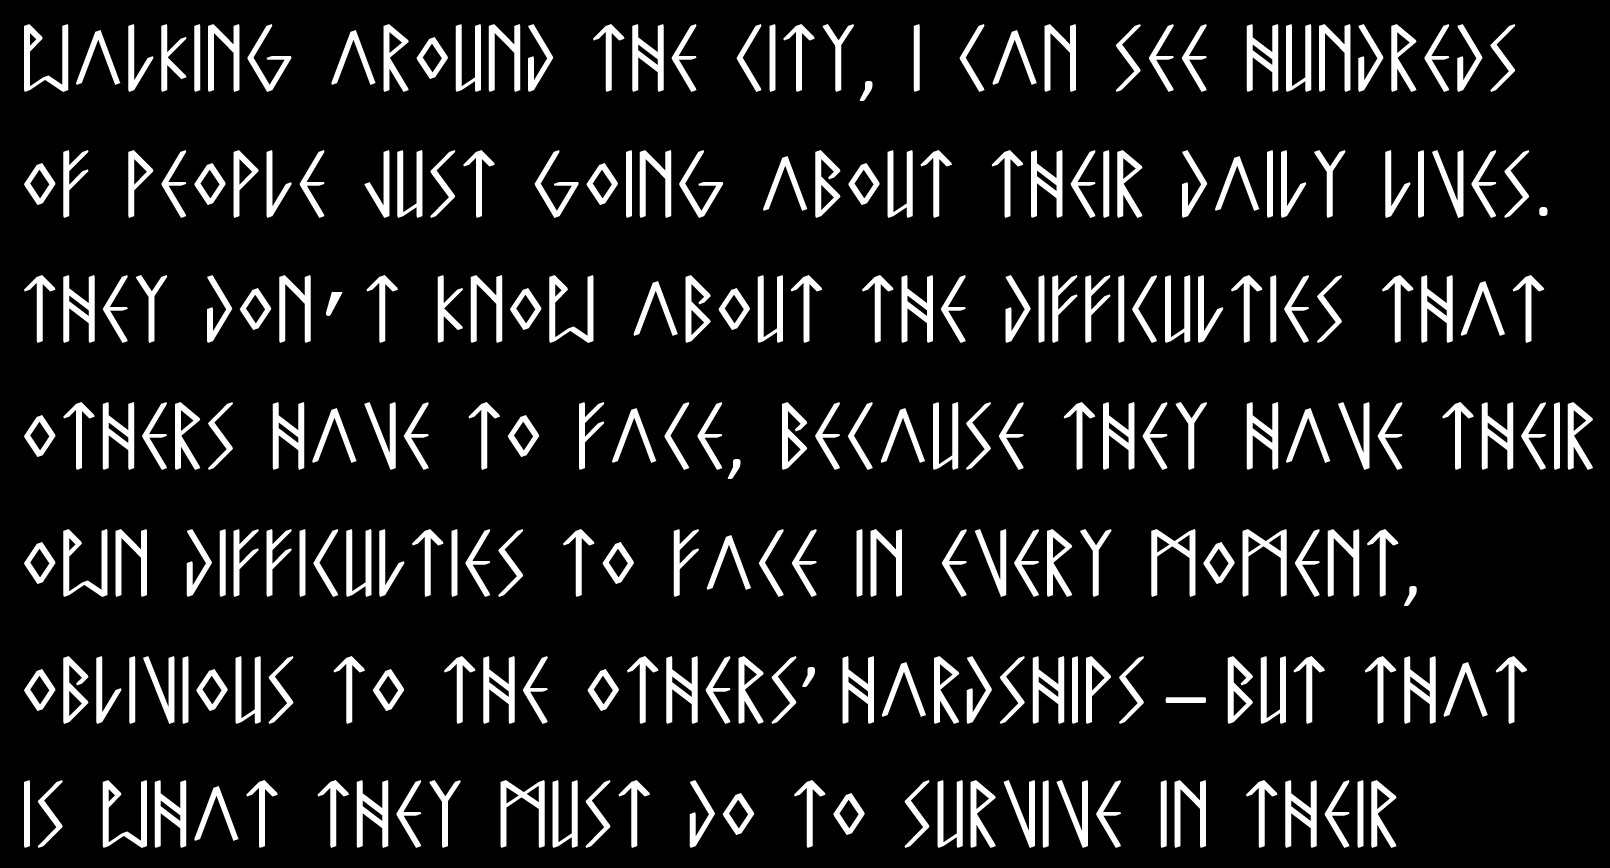 WALKING AROUND THE CITY, I CAN SEE HUNDREDS
OF PEOPLE JUST GOING ABOUT THEIR DAILY LIVES.
THEY DON'T KNOW ABOUT THE DIFFICULTIES THAT
OTHERS HAVE TO FACE, BECAUSE THEY HAVE THEIR
OWN DIFFICULTIES TO FACE IN EVERY MOMENT,
OBLIVIOUS TO THE OTHERS' HARDSHIPS – BUT THAT
IS WHAT THEY MUST DO TO SURVIVE IN THEIR